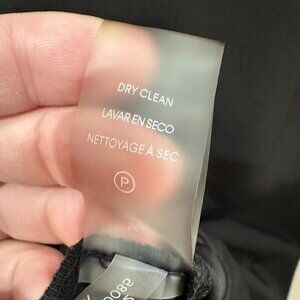 DRY CLEAN
LAVAR EN SECO
NETTOYAGE À SEC
P